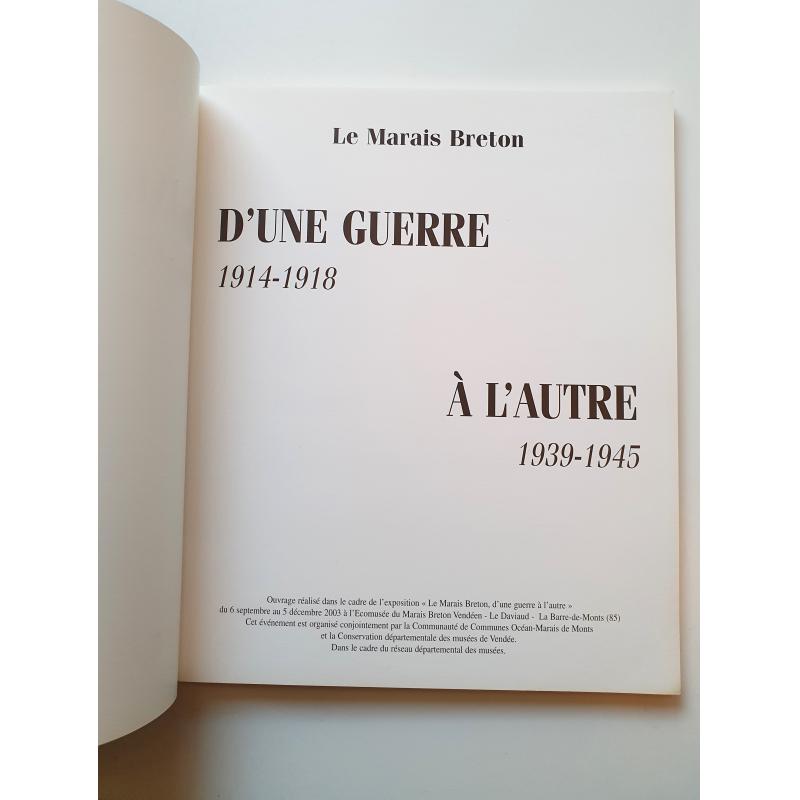 Le Marais Breton
D'UNE GUERRE
1914-1918
À L'AUTRE
1939-1945
Ouvrage réalisé dans le cadre de l'exposition « Le Marais Breton, d'une guerre à l'autre »
du 6 septembre au 5 décembre 2003 à l'Ecomusée du Marais Breton Vendéen - Le Daviaud - La Barre-de-Monts (85)
Cet événement est organisé conjointement par la Communauté de Communes Océan-Marais de Monts
et la Conservation départementale des musées de Vendée.
Dans le cadre du réseau départemental des musées.